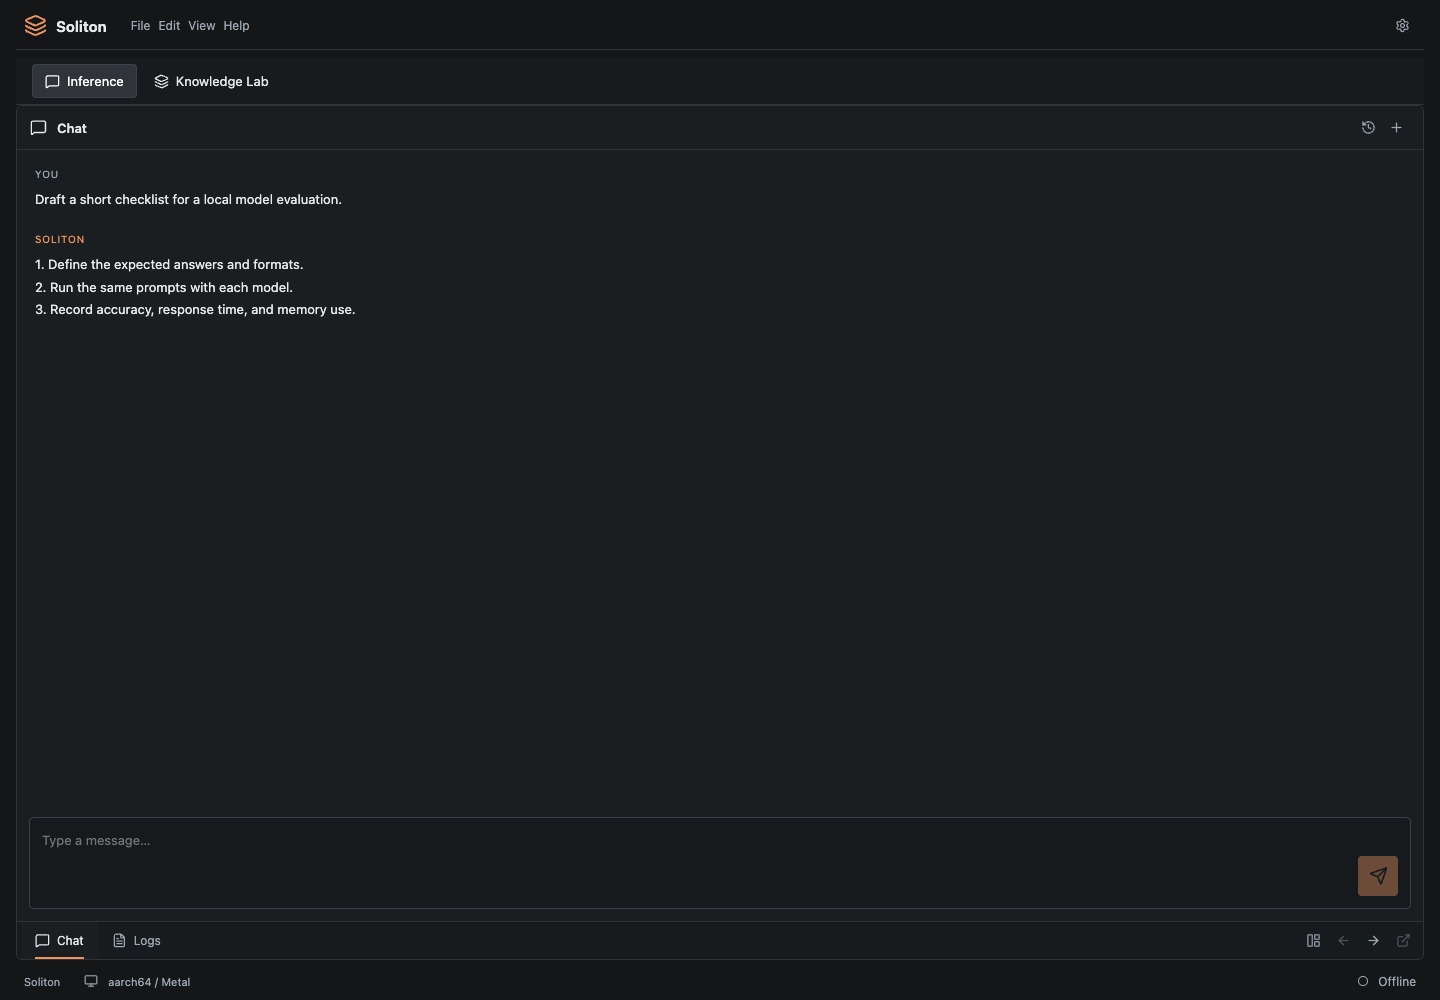 Soliton File Edit View Help
Inference Knowledge Lab
Chat
YOU
Draft a short checklist for a local model evaluation.
SOLITON
1. Define the expected answers and formats.
2. Run the same prompts with each model.
3. Record accuracy, response time, and memory use.
Type a message...
Chat Logs
Soliton aarch64 / Metal Offline